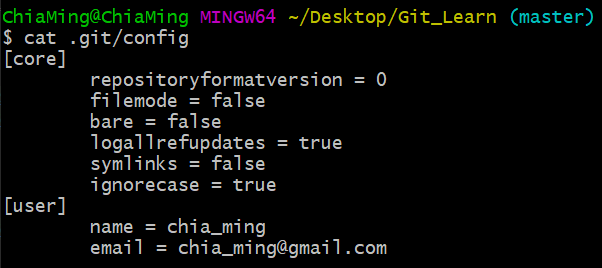 ChiaMing@ChiaMing MINGW64 ~/Desktop/Git_Learn (master)
$ cat .git/config
[core]
        repositoryformatversion = 0
        filemode = false
        bare = false
        logallrefupdates = true
        symlinks = false
        ignorecase = true
[user]
        name = chia_ming
        email = chia_ming@gmail.com